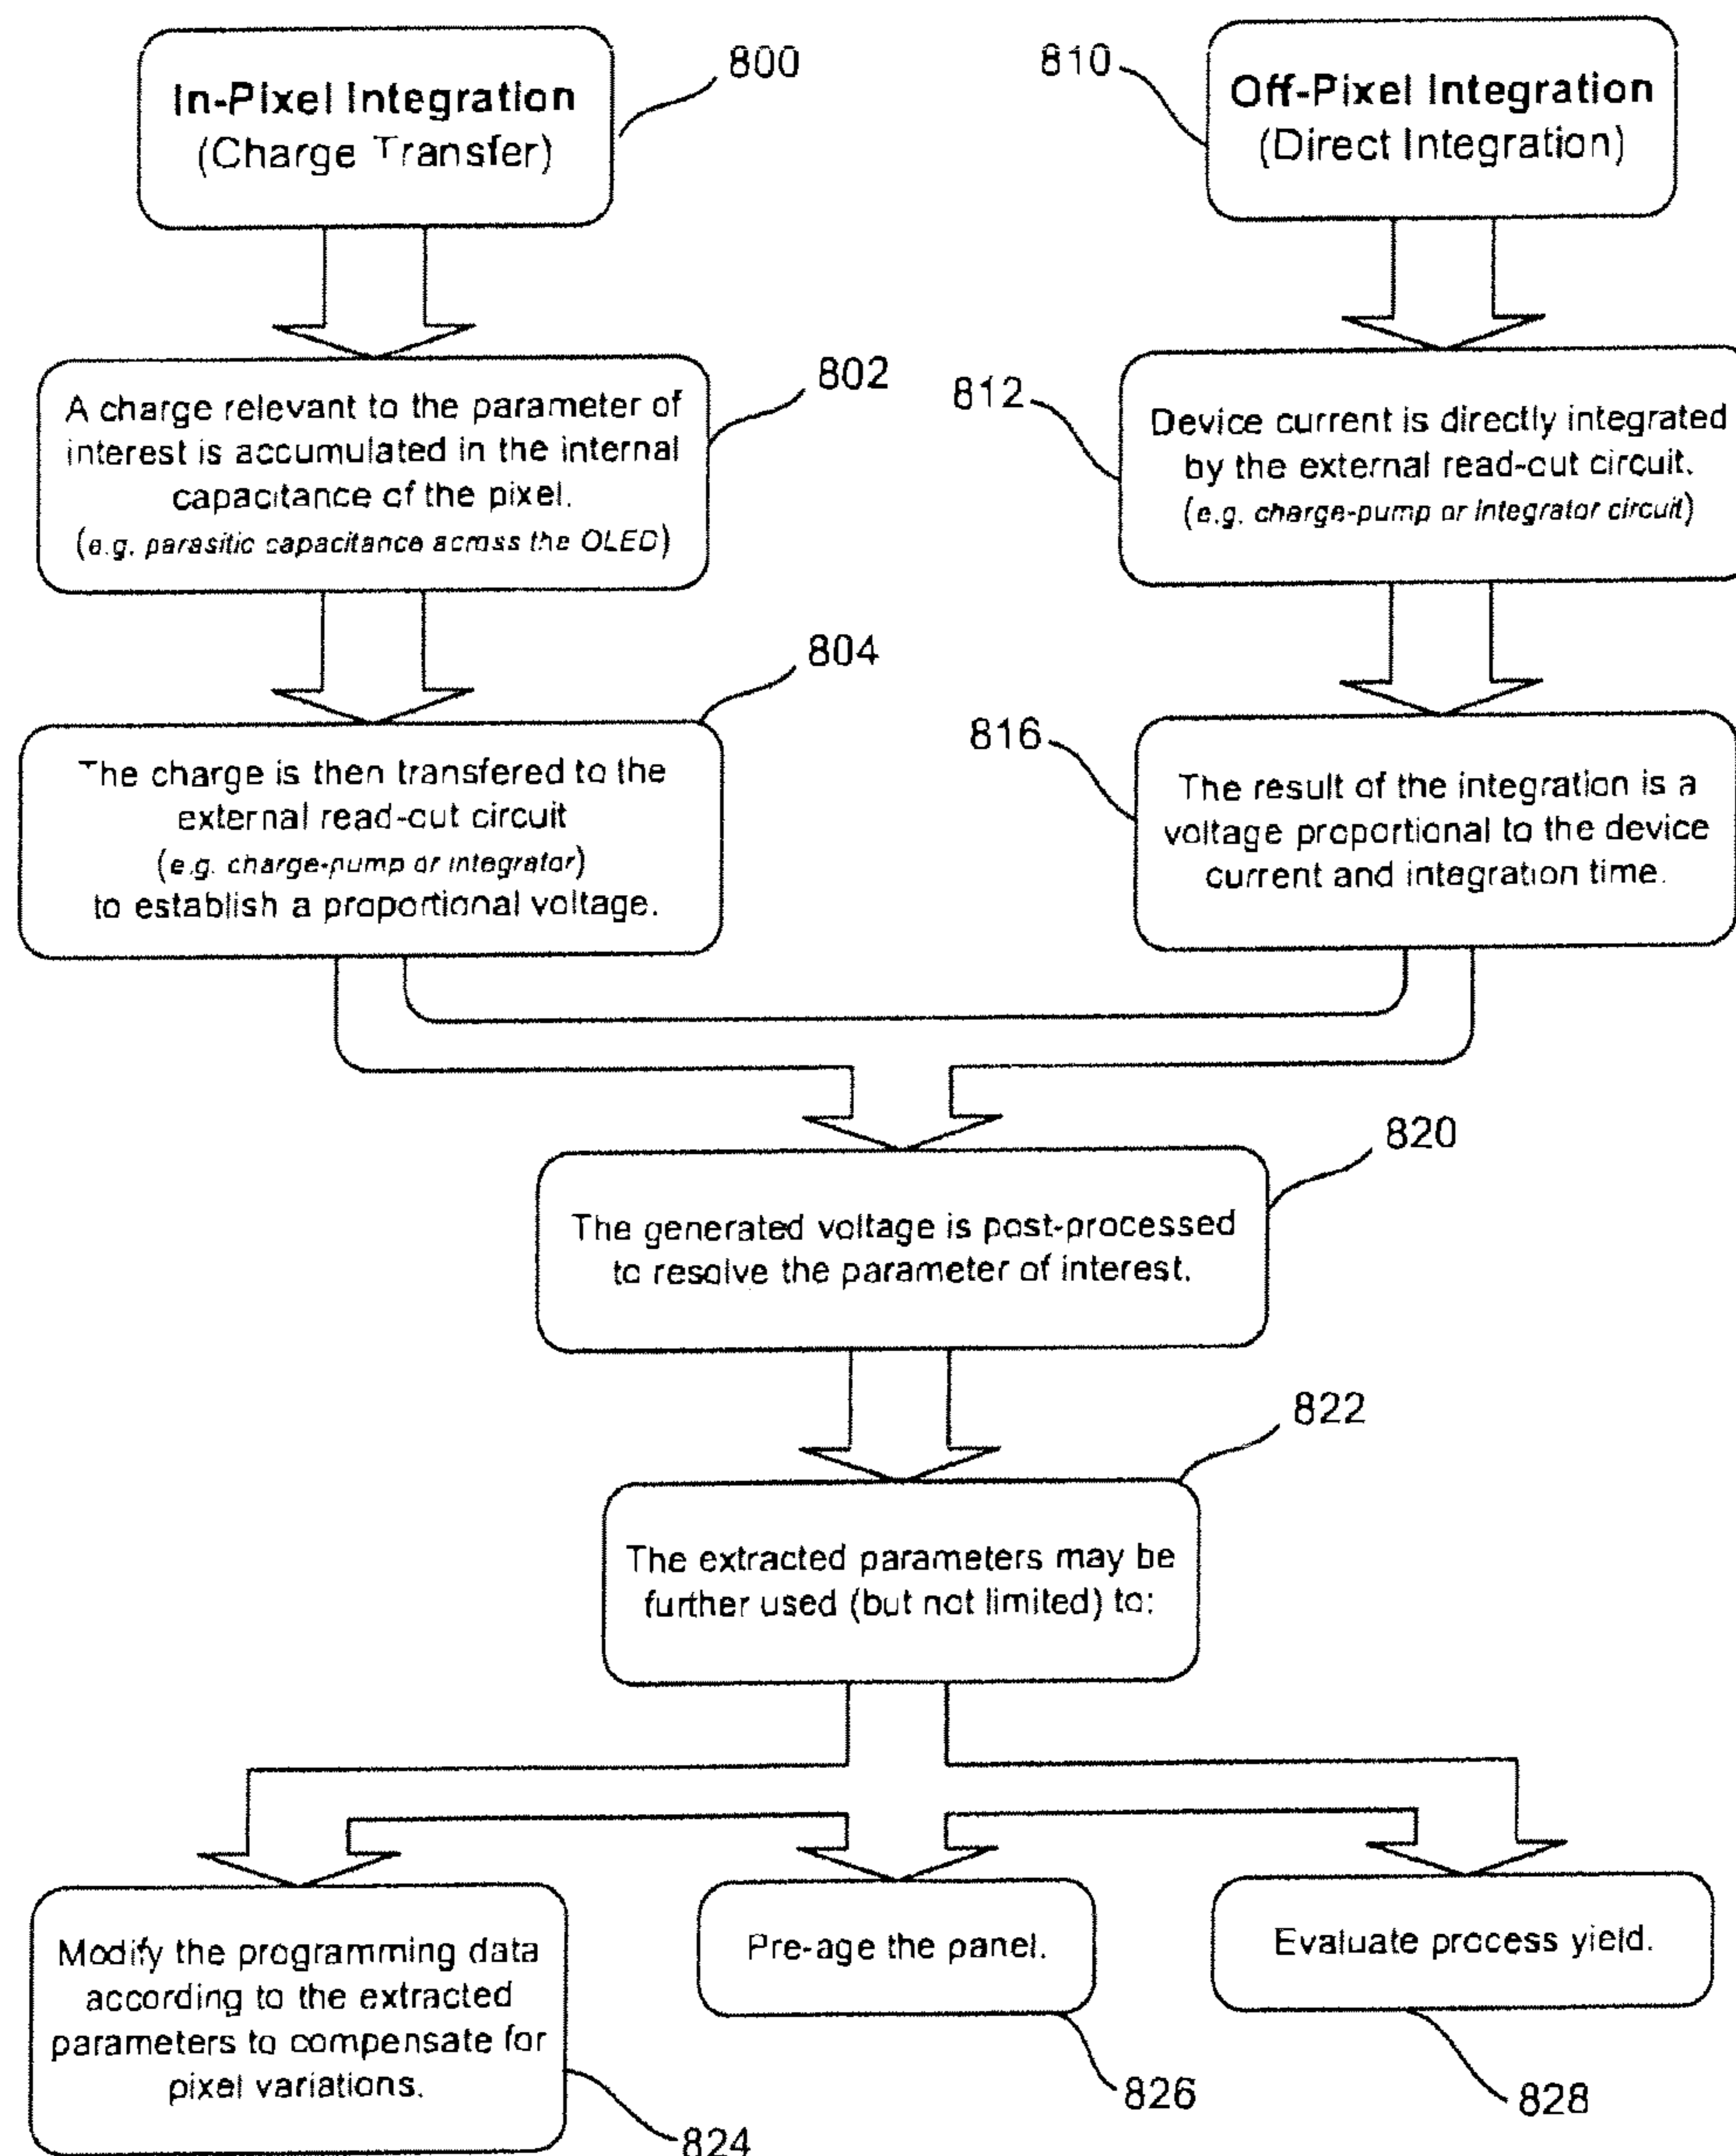 In-Pixel Integration
(Charge Transfer)
800
810
Off-Pixel Integration
(Direct Integration)
A charge relevant to the parameter of
interest is accumulated in the internal
capacitance of the pixel.
(e.g. parasitic capacitance across the OLED)
802
812
Device current is directly integrated
by the external read-out circuit.
(e.g. charge-pump or integrator circuit)
804
The charge is then transfered to the
external read-out circuit
(e.g. charge-pump or integrator)
to establish a proportional voltage.
816
The result of the integration is a
voltage proportional to the device
current and integration time.
820
The generated voltage is post-processed
to resolve the parameter of interest.
822
The extracted parameters may be
further used (but not limited) to:
Modify the programming data
according to the extracted
parameters to compensate for
pixel variations.
824
Pre-age the panel.
826
Evaluate process yield.
828